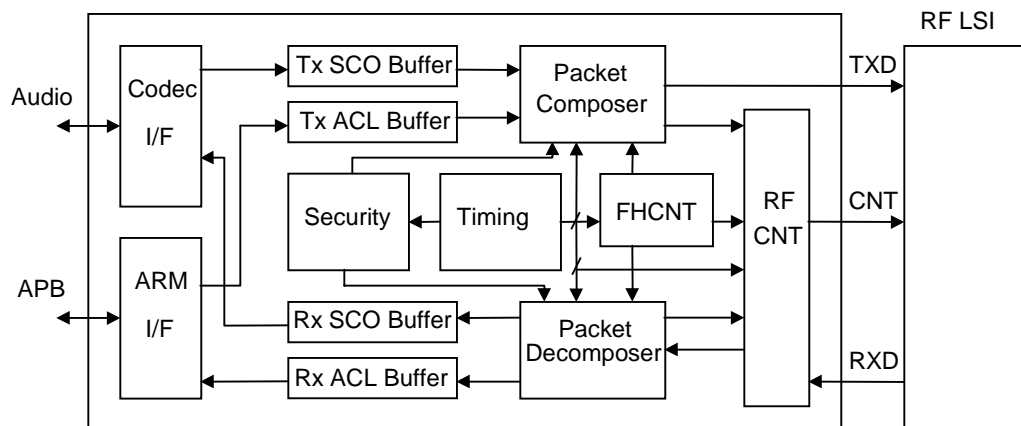 RF LSI
Tx SCO Buffer
Packet
Composer
TXD
Codec
I/F
Audio
Tx ACL Buffer
Security
Timing
FHCNT
RF
CNT
CNT
ARM
I/F
APB
Rx SCO Buffer
Packet
Decomposer
Rx ACL Buffer
RXD